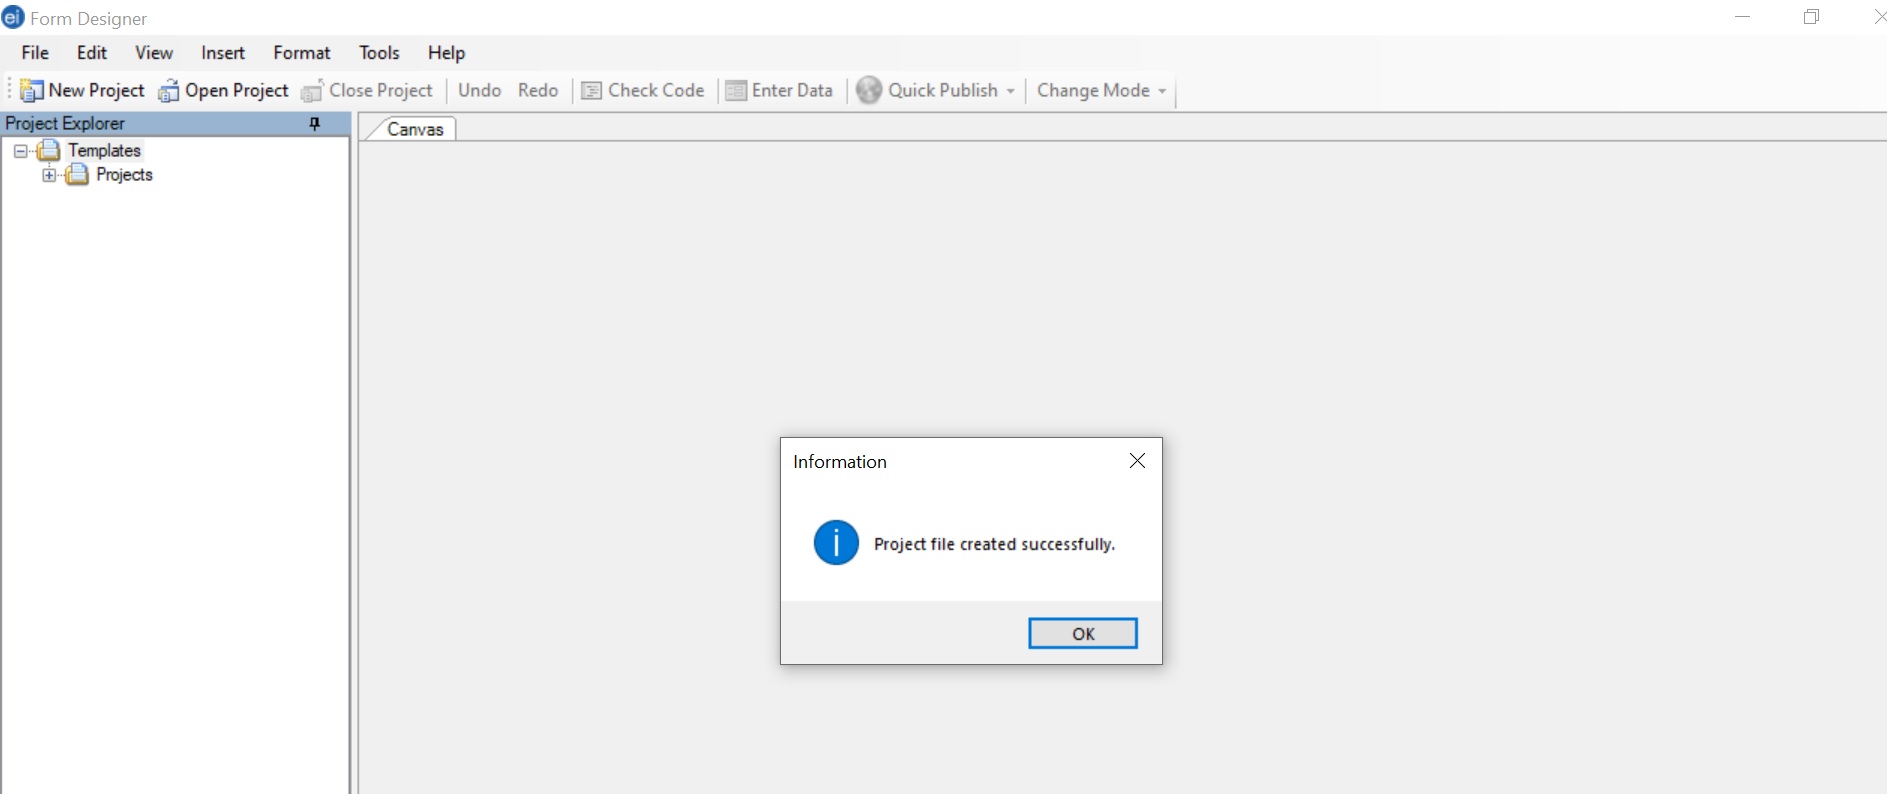 ei Form Designer
File Edit View Insert Format Tools Help
New Project Open Project Close Project Undo Redo Check Code Enter Data Quick Publish Change Mode
Project Explorer
Canvas
Templates
Projects
Information
i
Project file created successfully.
OK